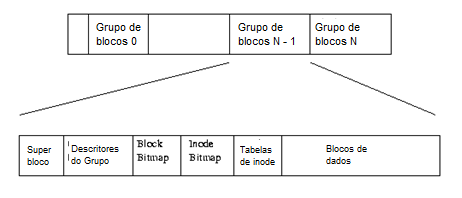 Grupo de
blocos 0
Grupo de
blocos N - 1
Grupo de
blocos N
Super
bloco
Descritores
do Grupo
Block
Bitmap
Inode
Bitmap
Tabelas
de inode
Blocos de
dados